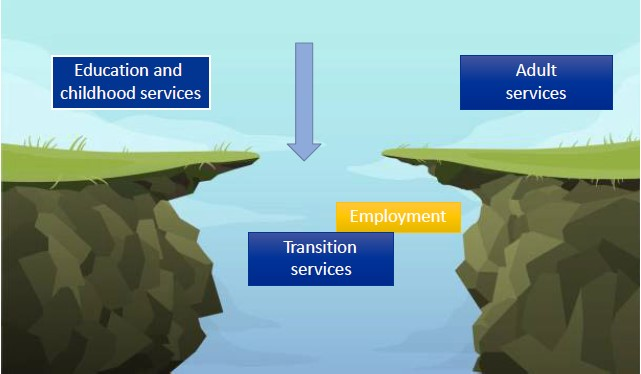 Education and
childhood services
Adult
services
Employment
Transition
services